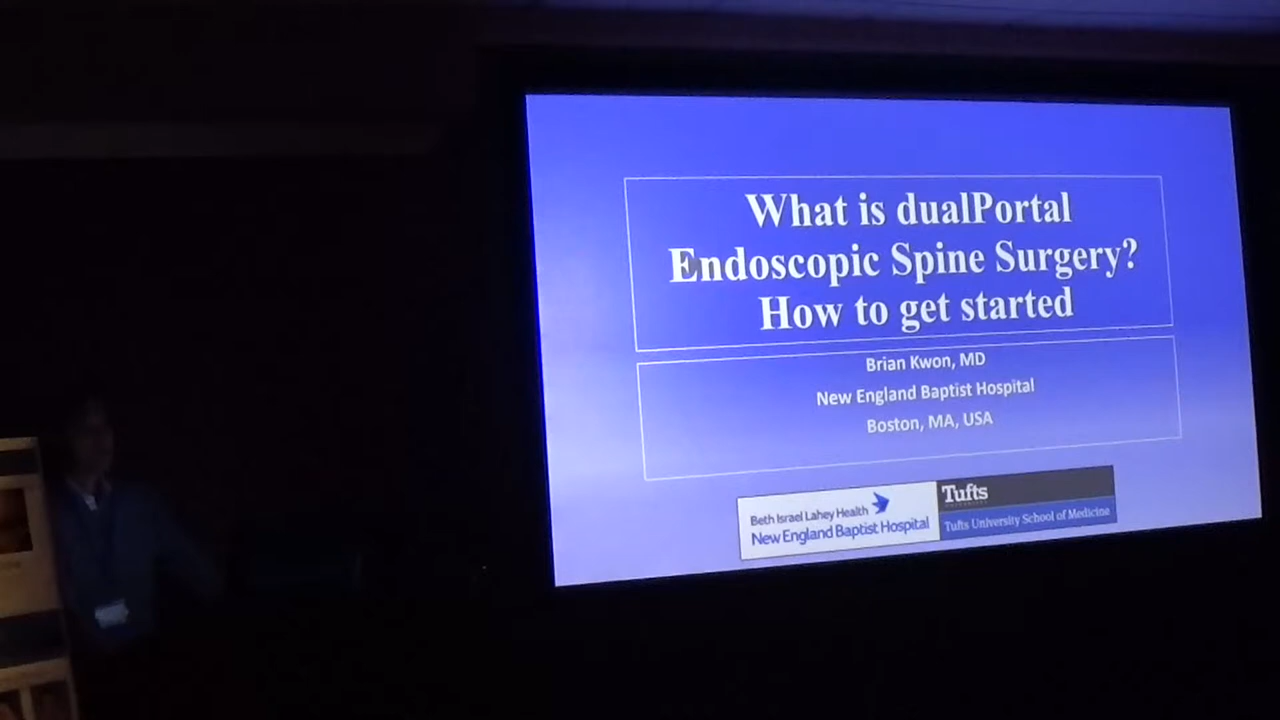 What is dualPortal
Endoscopic Spine Surgery?
How to get started
Brian Kwon, MD
New England Baptist Hospital
Boston, MA, USA
Beth Israel Lahey Health
New England Baptist Hospital
Tufts
Tufts University School of Medicine